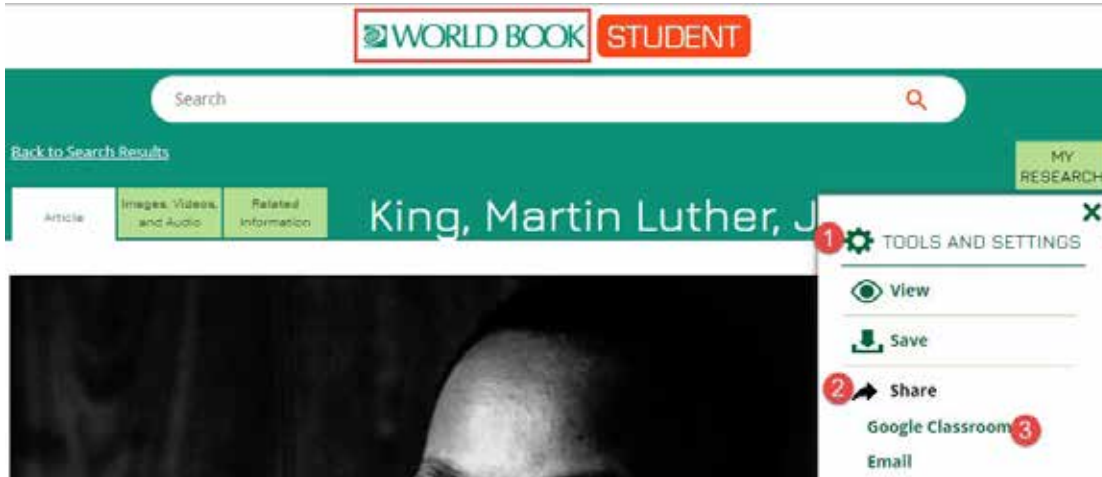 WORLD BOOK STUDENT
Search
Back to Search Results
MY
RESEARCH
Article
Images, Videos,
and Audio
Related
Information
King, Martin Luther, J
1 TOOLS AND SETTINGS
View
Save
2 Share
Google Classroom 3
Email